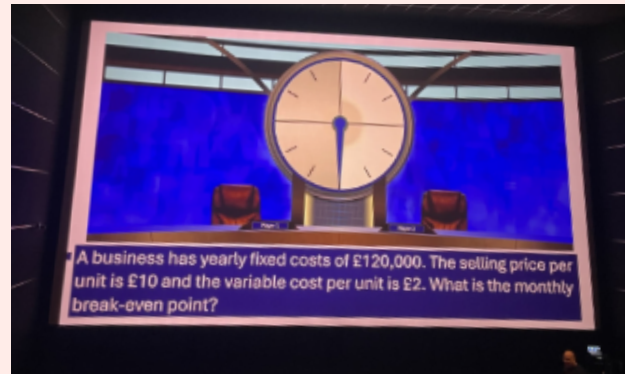 A business has yearly fixed costs of £120,000. The selling price per
unit is £10 and the variable cost per unit is £2. What is the monthly
break-even point?